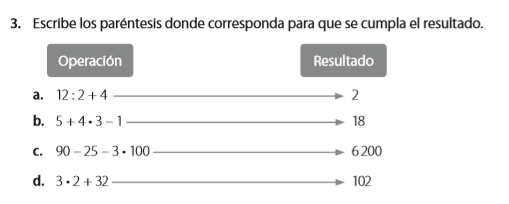 3. Escribe los paréntesis donde corresponda para que se cumpla el resultado.
Operación Resultado
a. 12 : 2 + 4 2
b. 5 + 4 • 3 – 1 18
c. 90 – 25 – 3 • 100 6 200
d. 3 • 2 + 32 102